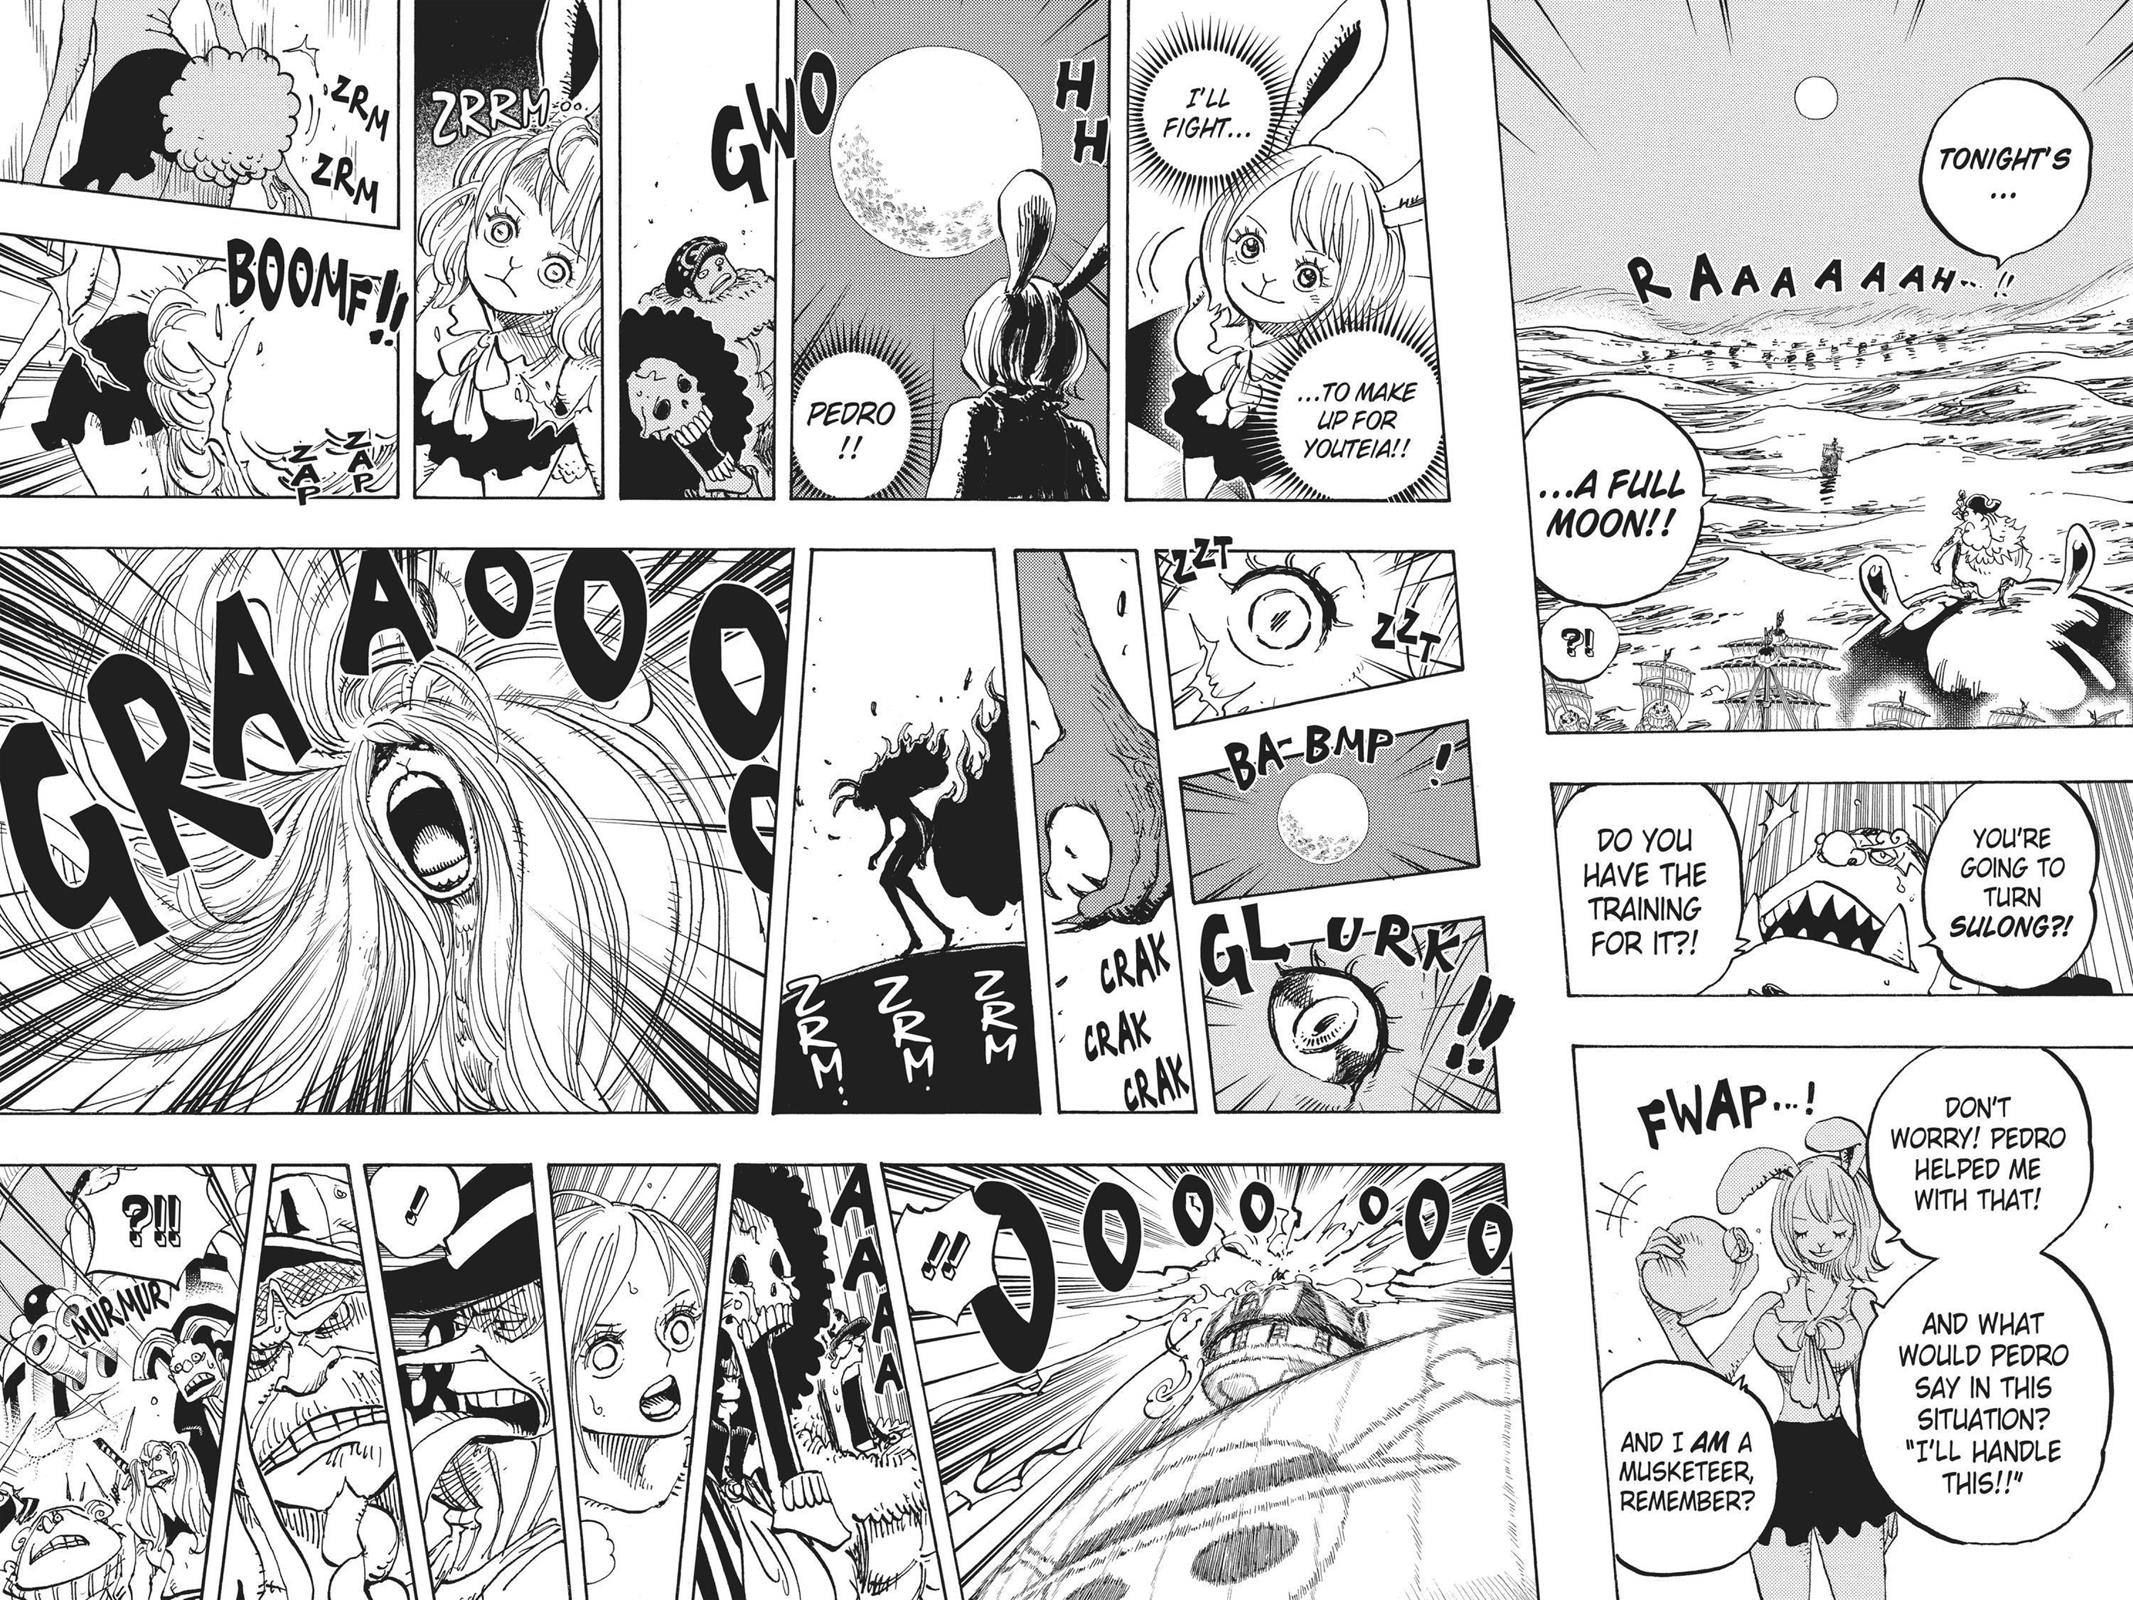 TONIGHT'S
...
RAAAAAAH...!!
...A FULL
MOON!!
?!
YOU'RE
GOING TO
TURN
SULONG?!
DO YOU
HAVE THE
TRAINING
FOR IT?!
FWAP...!
DON'T
WORRY! PEDRO
HELPED ME
WITH THAT!
AND WHAT
WOULD PEDRO
SAY IN THIS
SITUATION?
"I'LL HANDLE
THIS!!"
AND I AM A
MUSKETEER,
REMEMBER?
I'LL
FIGHT...
...TO MAKE
UP FOR
YOUTEIA!!
HH
GWO
PEDRO
!!
ZRRM...
ZRM
ZRM
BOOMF!!
ZAP
ZAP
ZZT
ZZT
BA-BMP
!
GLURK
!!
CRAK
CRAK
CRAK
ZRM
ZRM
ZRM
GRAAOOOO
OOOOOOOO
!!
AAAAA
!
?!!
MURMUR